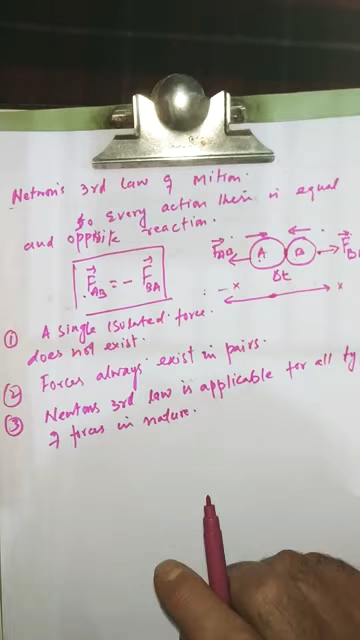 Newton's 3rd Law of Mition.
To Every action there is equal
and opposite reaction.
F⃗AB = - F⃗BA
F⃗AB A B F⃗B
Δt
- x x
① A single isolated force.
does not exist.
② Forces always exist in pairs.
③ Newtons 3rd law is applicable for all ty
of forces in nature.